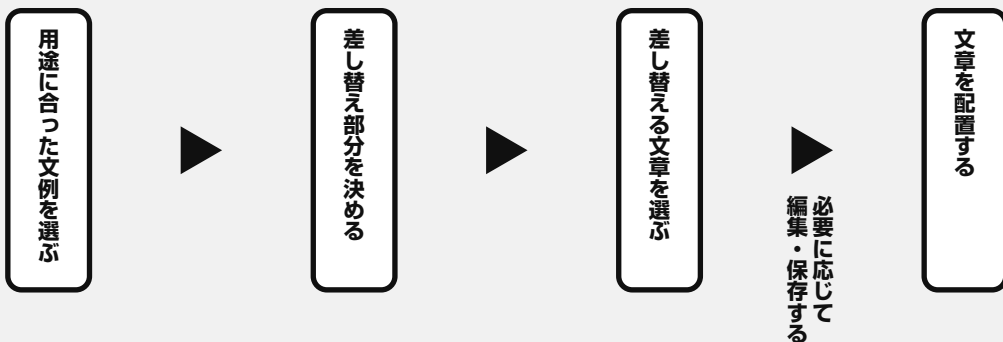 用途に合った文例を選ぶ
差し替え部分を決める
差し替える文章を選ぶ
必要に応じて
編集・保存する
文章を配置する